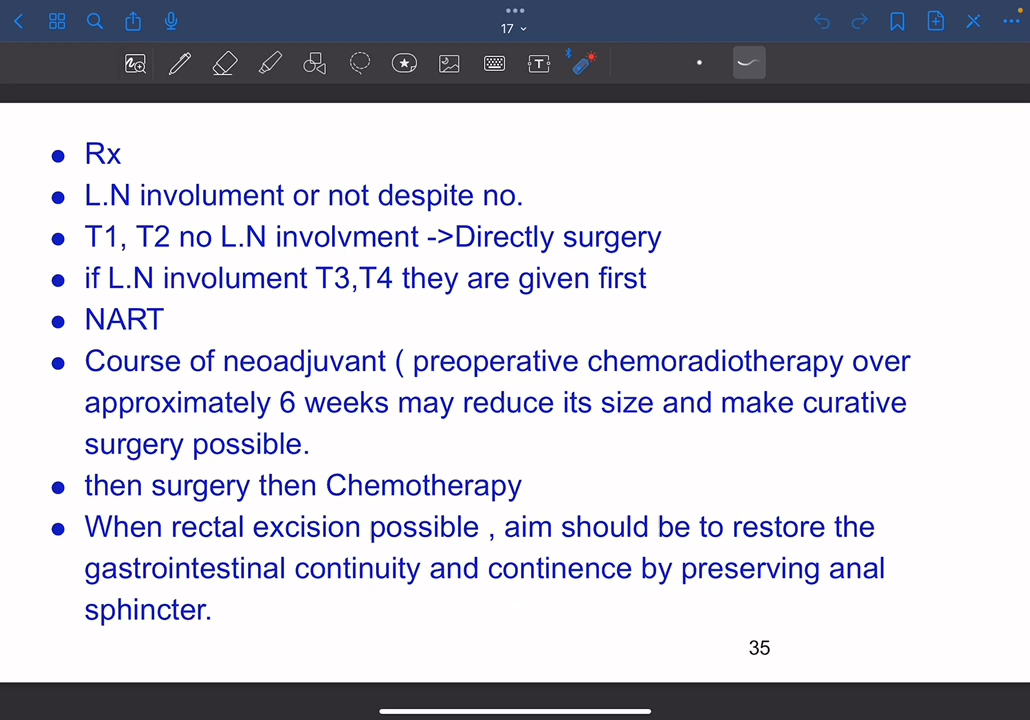 17
● Rx
● L.N involument or not despite no.
● T1, T2 no L.N involvment ->Directly surgery
● if L.N involument T3,T4 they are given first
● NART
● Course of neoadjuvant ( preoperative chemoradiotherapy over
approximately 6 weeks may reduce its size and make curative
surgery possible.
● then surgery then Chemotherapy
● When rectal excision possible , aim should be to restore the
gastrointestinal continuity and continence by preserving anal
sphincter.
35